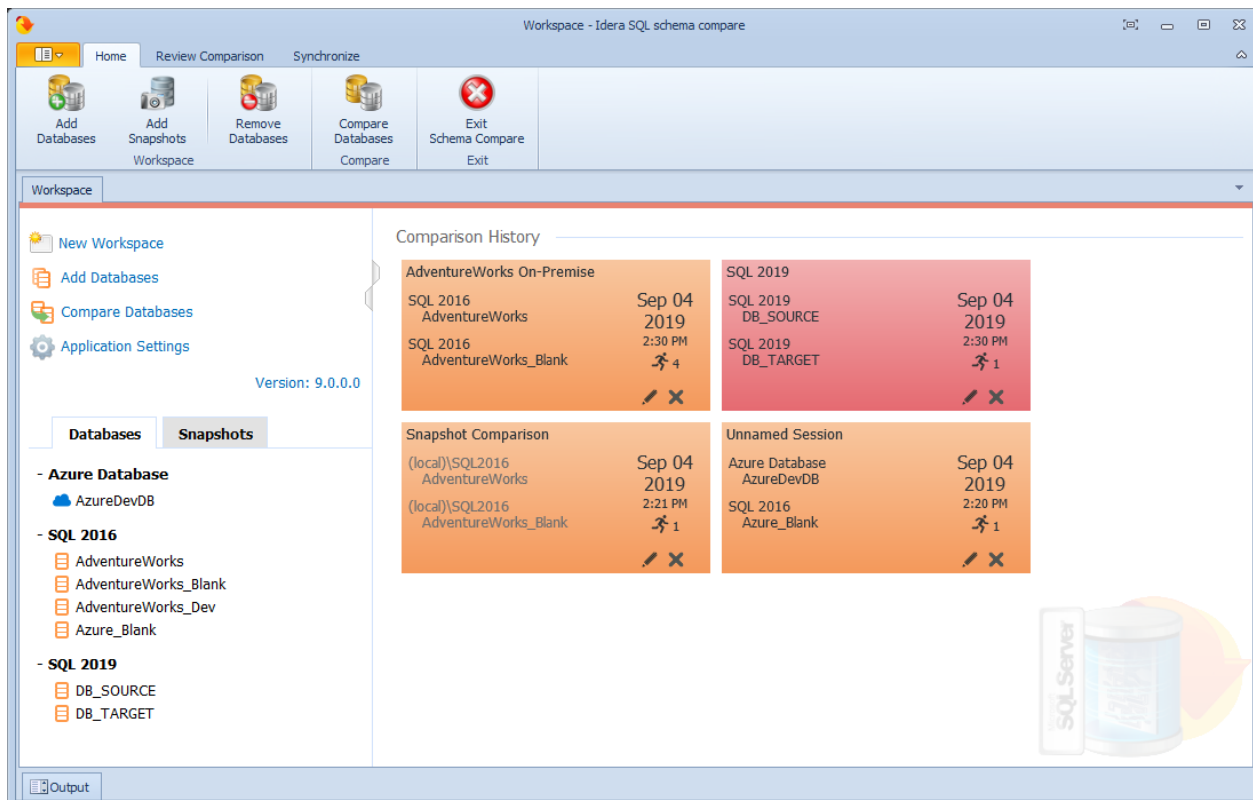 Workspace - Idera SQL schema compare
Home Review Comparison Synchronize
Add Databases
Add Snapshots
Remove Databases
Compare Databases
Exit Schema Compare
Workspace
Compare
Exit
Workspace
New Workspace
Add Databases
Compare Databases
Application Settings
Version: 9.0.0.0
Databases Snapshots
- Azure Database
AzureDevDB
- SQL 2016
AdventureWorks
AdventureWorks_Blank
AdventureWorks_Dev
Azure_Blank
- SQL 2019
DB_SOURCE
DB_TARGET
Comparison History
AdventureWorks On-Premise
SQL 2016
AdventureWorks
SQL 2016
AdventureWorks_Blank
Sep 04
2019
2:30 PM
4
SQL 2019
SQL 2019
DB_SOURCE
SQL 2019
DB_TARGET
Sep 04
2019
2:30 PM
1
Snapshot Comparison
(local)\SQL2016
AdventureWorks
(local)\SQL2016
AdventureWorks_Blank
Sep 04
2019
2:21 PM
1
Unnamed Session
Azure Database
AzureDevDB
SQL 2016
Azure_Blank
Sep 04
2019
2:20 PM
1
SQL Server
Output